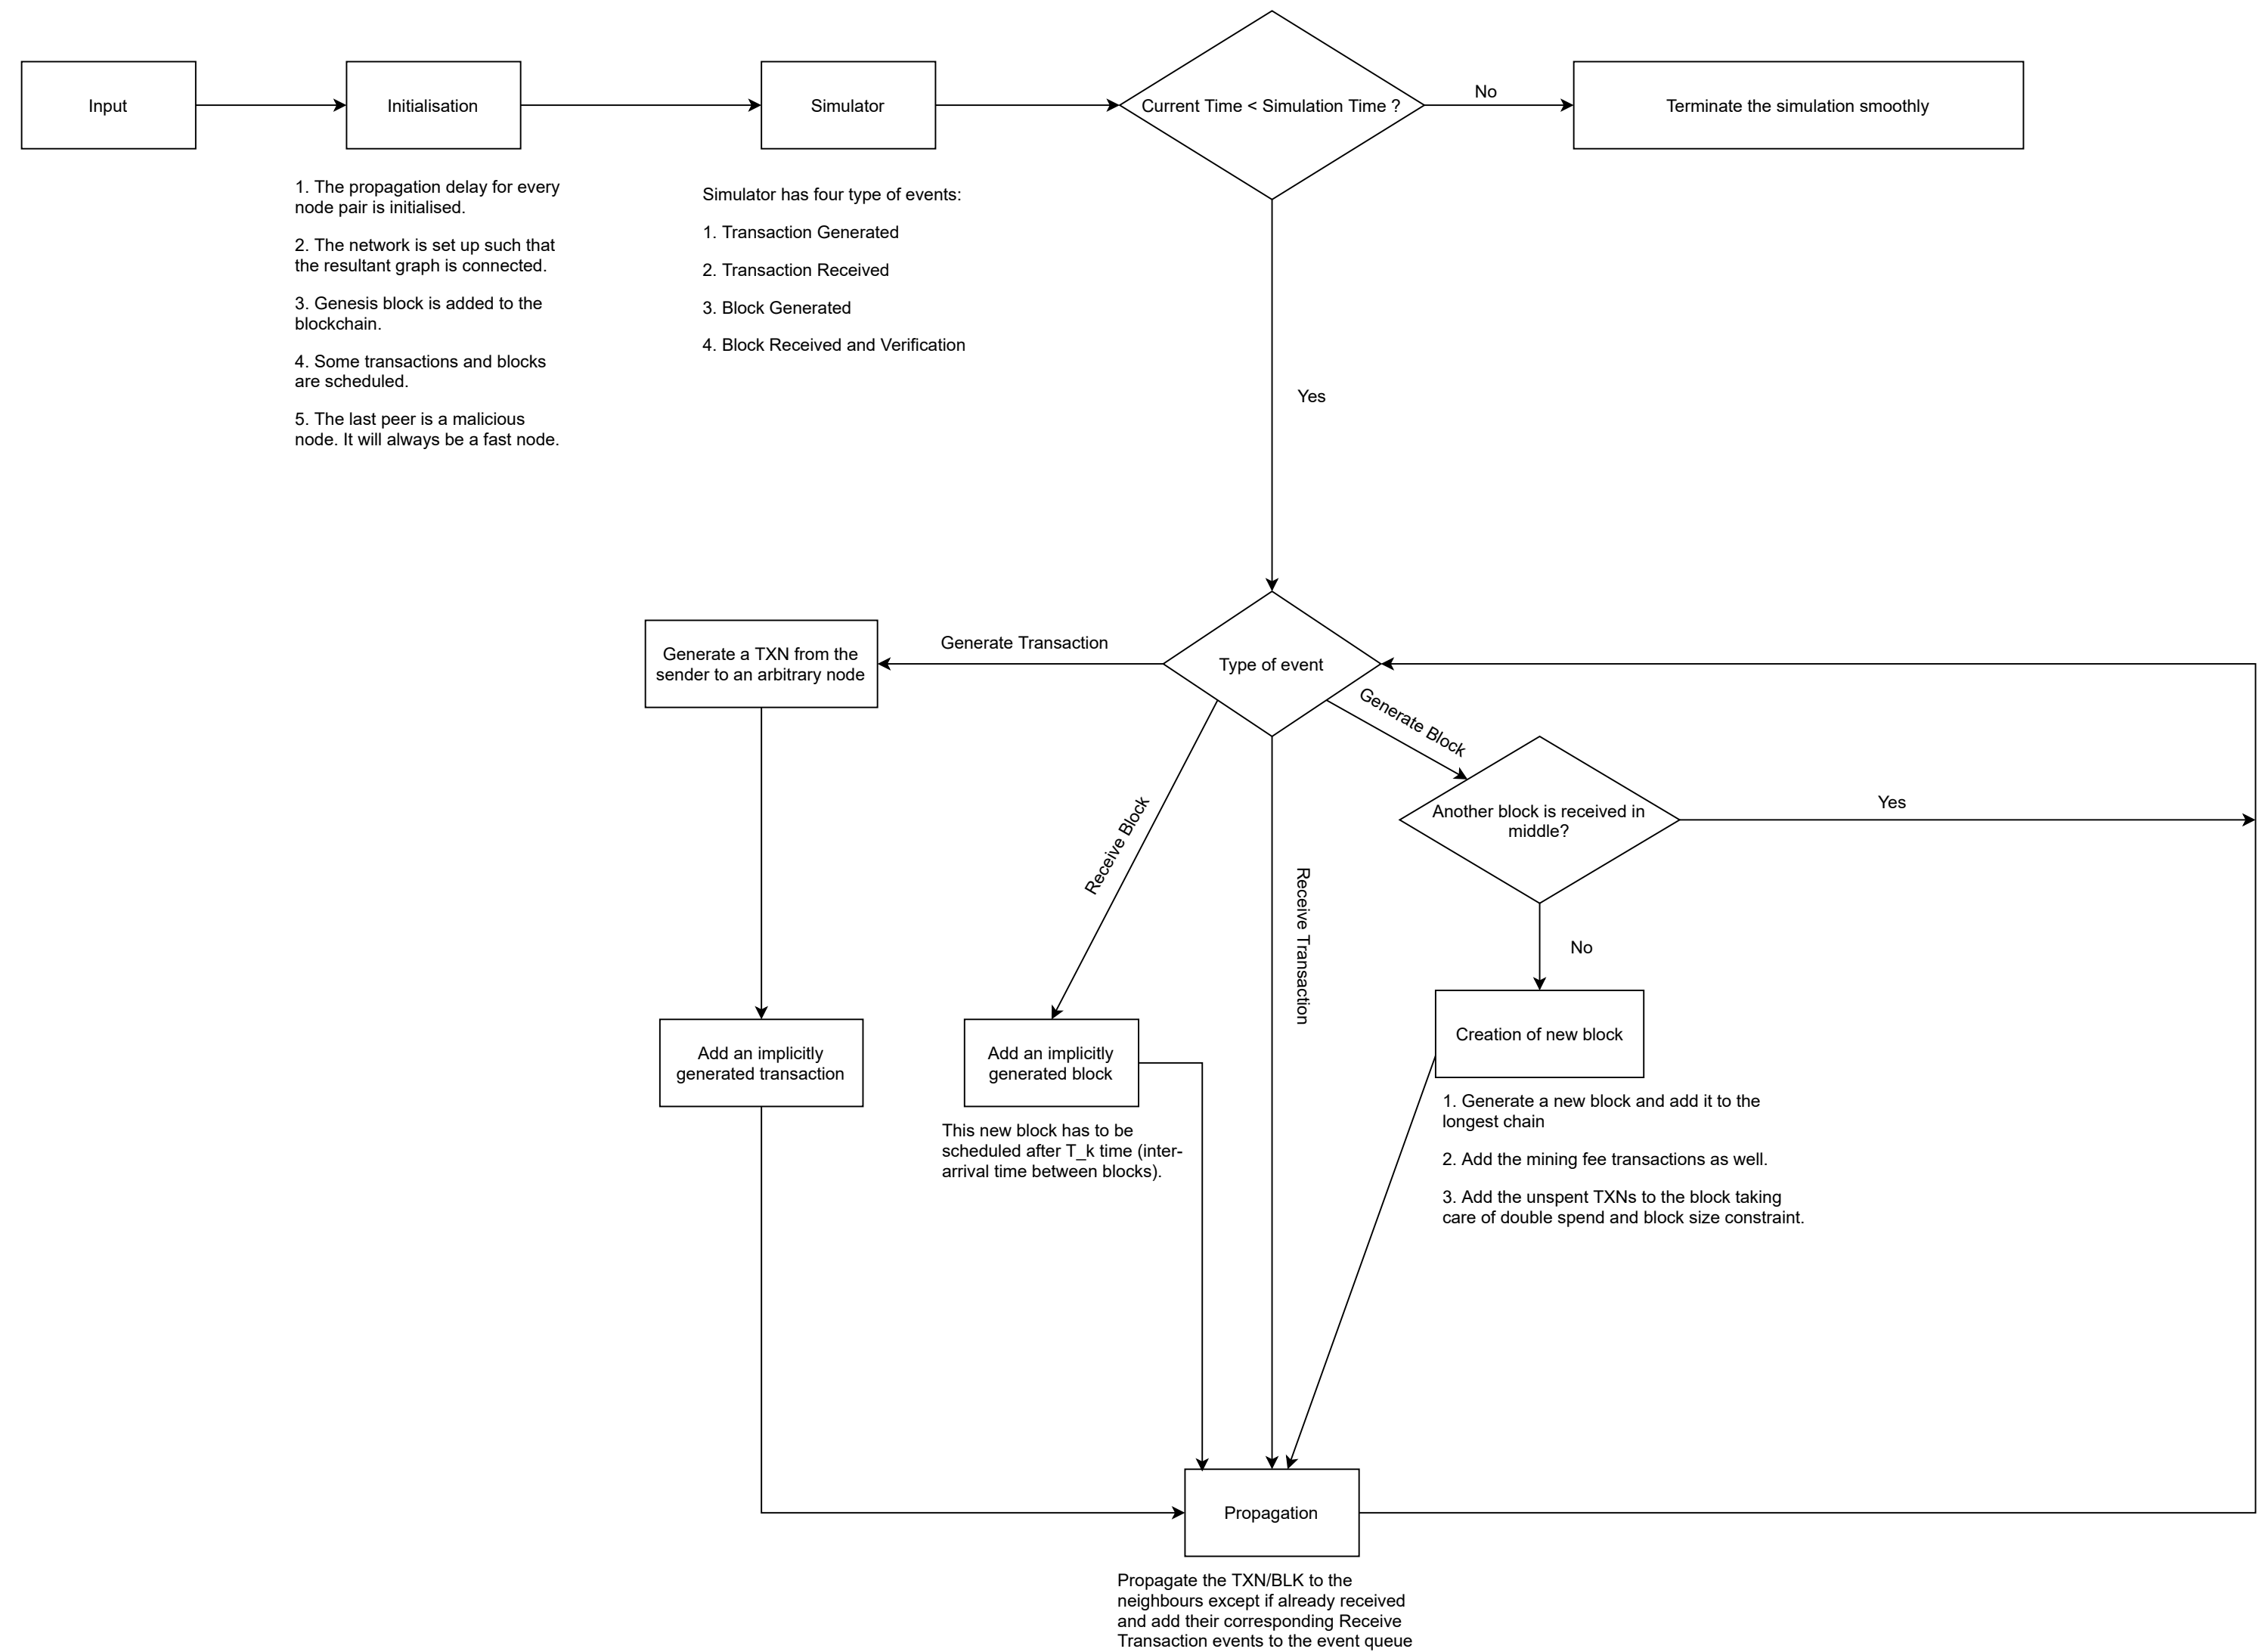 Input
Initialisation
Simulator
Current Time < Simulation Time ?
No
Terminate the simulation smoothly
1. The propagation delay for every
node pair is initialised.
2. The network is set up such that
the resultant graph is connected.
3. Genesis block is added to the
blockchain.
4. Some transactions and blocks
are scheduled.
5. The last peer is a malicious
node. It will always be a fast node.
Simulator has four type of events:
1. Transaction Generated
2. Transaction Received
3. Block Generated
4. Block Received and Verification
Yes
Generate a TXN from the
sender to an arbitrary node
Generate Transaction
Type of event
Generate Block
Another block is received in
middle?
Yes
Receive Block
Receive Transaction
No
Add an implicitly
generated transaction
Add an implicitly
generated block
Creation of new block
This new block has to be
scheduled after T_k time (inter-
arrival time between blocks).
1. Generate a new block and add it to the
longest chain
2. Add the mining fee transactions as well.
3. Add the unspent TXNs to the block taking
care of double spend and block size constraint.
Propagation
Propagate the TXN/BLK to the
neighbours except if already received
and add their corresponding Receive
Transaction events to the event queue